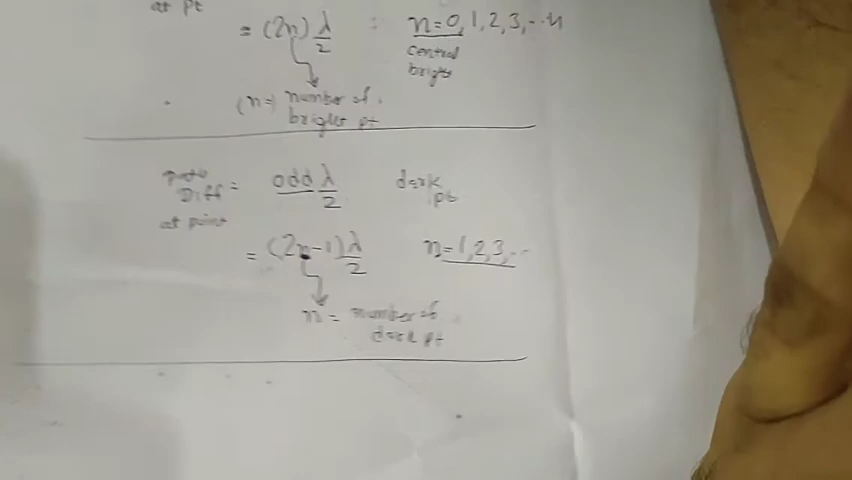 at pt
= (2n) λ/2 : n=0, 1, 2, 3, ... n
central
bright
(n=) number of
bright pt
path
Diff = odd λ/2 dark
pt
at point
= (2n-1) λ/2 n=1,2,3,...
n = number of
dark pt